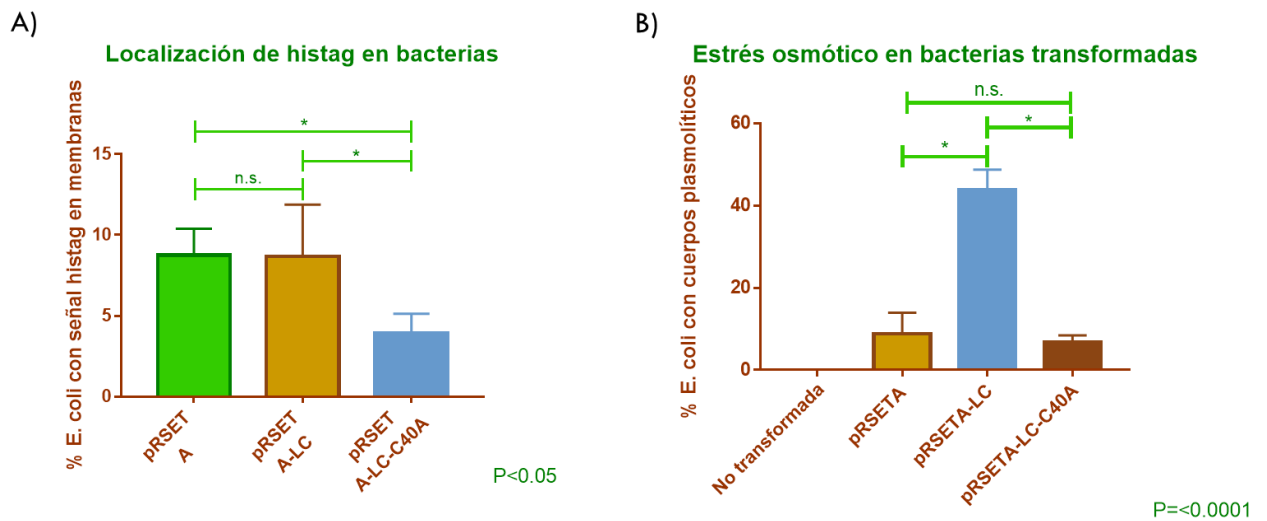 A)
Localización de histag en bacterias
% E. coli con señal histag en membranas
15
10
5
0
*
*
n.s.
pRSET
A
pRSET
A-LC
pRSET
A-LC-C40A
P<0.05
B)
Estrés osmótico en bacterias transformadas
% E. coli con cuerpos plasmolíticos
60
40
20
0
n.s.
*
*
No transformada
pRSETA
pRSETA-LC
pRSETA-LC-C40A
P=<0.0001